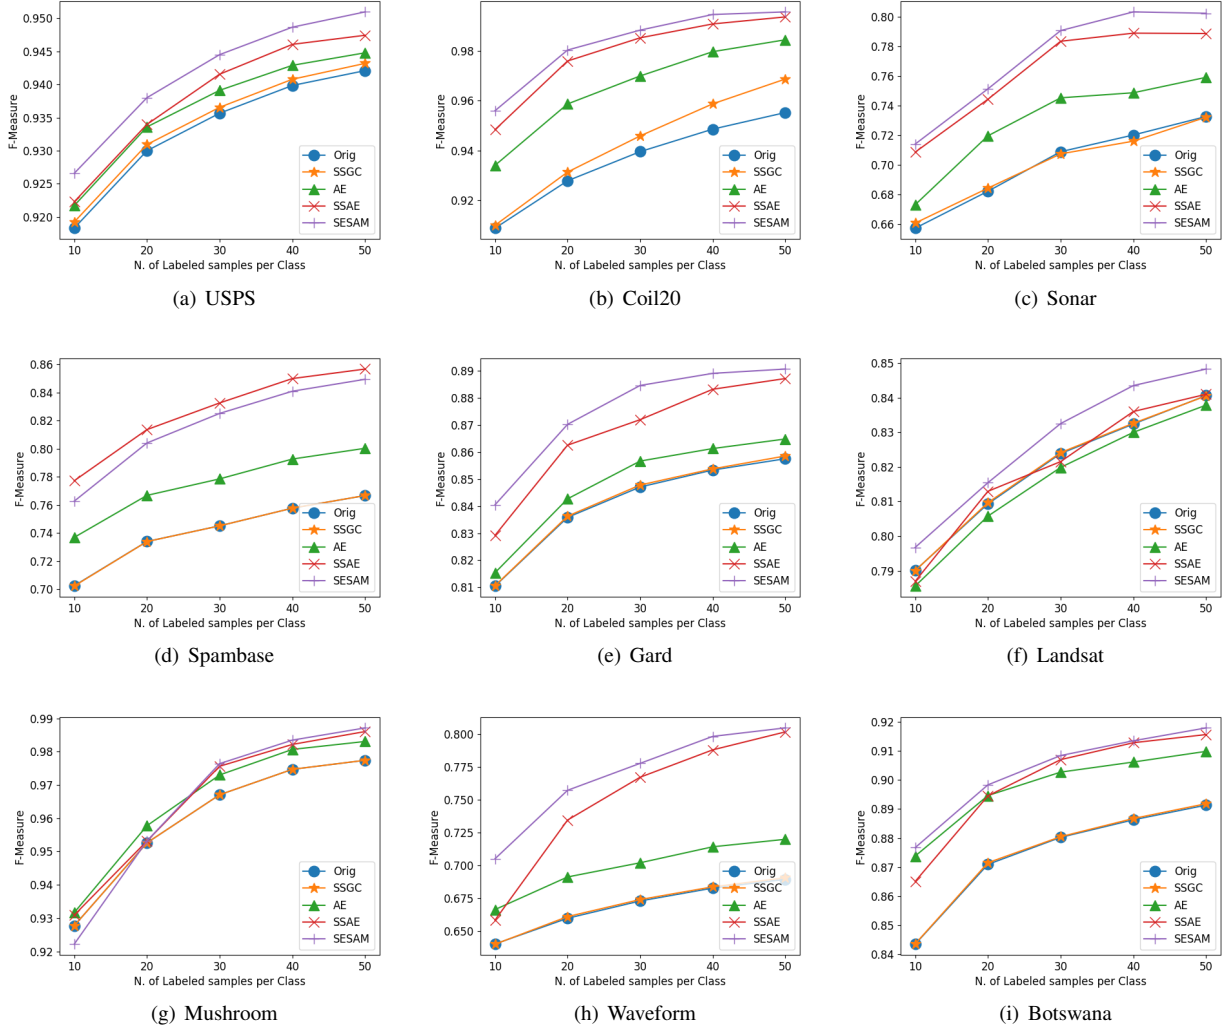 0.950
0.945
0.940
0.935
0.930
0.925
0.920
F-Measure
Orig
SSGC
AE
SSAE
SESAM
10 20 30 40 50
N. of Labeled samples per Class
(a) USPS
0.98
0.96
0.94
0.92
F-Measure
Orig
SSGC
AE
SSAE
SESAM
10 20 30 40 50
N. of Labeled samples per Class
(b) Coil20
0.80
0.78
0.76
0.74
0.72
0.70
0.68
0.66
F-Measure
Orig
SSGC
AE
SSAE
SESAM
10 20 30 40 50
N. of Labeled samples per Class
(c) Sonar
0.86
0.84
0.82
0.80
0.78
0.76
0.74
0.72
0.70
F-Measure
Orig
SSGC
AE
SSAE
SESAM
10 20 30 40 50
N. of Labeled samples per Class
(d) Spambase
0.89
0.88
0.87
0.86
0.85
0.84
0.83
0.82
0.81
F-Measure
Orig
SSGC
AE
SSAE
SESAM
10 20 30 40 50
N. of Labeled samples per Class
(e) Gard
0.85
0.84
0.83
0.82
0.81
0.80
0.79
F-Measure
Orig
SSGC
AE
SSAE
SESAM
10 20 30 40 50
N. of Labeled samples per Class
(f) Landsat
0.99
0.98
0.97
0.96
0.95
0.94
0.93
0.92
F-Measure
Orig
SSGC
AE
SSAE
SESAM
10 20 30 40 50
N. of Labeled samples per Class
(g) Mushroom
0.800
0.775
0.750
0.725
0.700
0.675
0.650
F-Measure
Orig
SSGC
AE
SSAE
SESAM
10 20 30 40 50
N. of Labeled samples per Class
(h) Waveform
0.92
0.91
0.90
0.89
0.88
0.87
0.86
0.85
0.84
F-Measure
Orig
SSGC
AE
SSAE
SESAM
10 20 30 40 50
N. of Labeled samples per Class
(i) Botswana